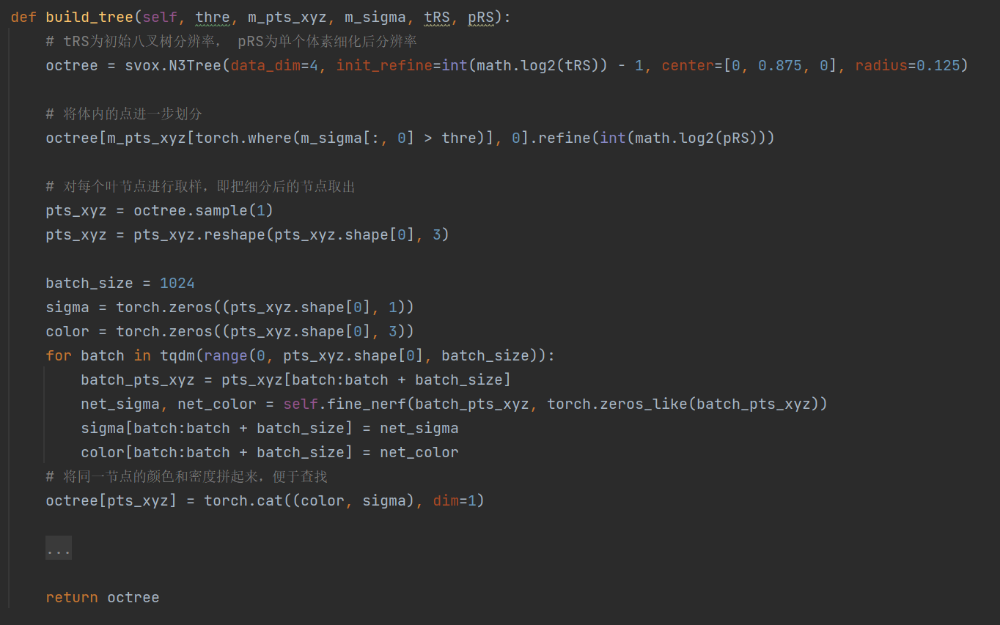 def build_tree(self, thre, m_pts_xyz, m_sigma, tRS, pRS):
# tRS为初始八叉树分辨率， pRS为单个体素细化后分辨率
octree = svox.N3Tree(data_dim=4, init_refine=int(math.log2(tRS)) - 1, center=[0, 0.875, 0], radius=0.125)
# 将体内的点进一步划分
octree[m_pts_xyz[torch.where(m_sigma[:, 0] > thre)], 0].refine(int(math.log2(pRS)))
# 对每个叶节点进行取样，即把细分后的节点取出
pts_xyz = octree.sample(1)
pts_xyz = pts_xyz.reshape(pts_xyz.shape[0], 3)
batch_size = 1024
sigma = torch.zeros((pts_xyz.shape[0], 1))
color = torch.zeros((pts_xyz.shape[0], 3))
for batch in tqdm(range(0, pts_xyz.shape[0], batch_size)):
batch_pts_xyz = pts_xyz[batch:batch + batch_size]
net_sigma, net_color = self.fine_nerf(batch_pts_xyz, torch.zeros_like(batch_pts_xyz))
sigma[batch:batch + batch_size] = net_sigma
color[batch:batch + batch_size] = net_color
# 将同一节点的颜色和密度拼起来，便于查找
octree[pts_xyz] = torch.cat((color, sigma), dim=1)
...
return octree